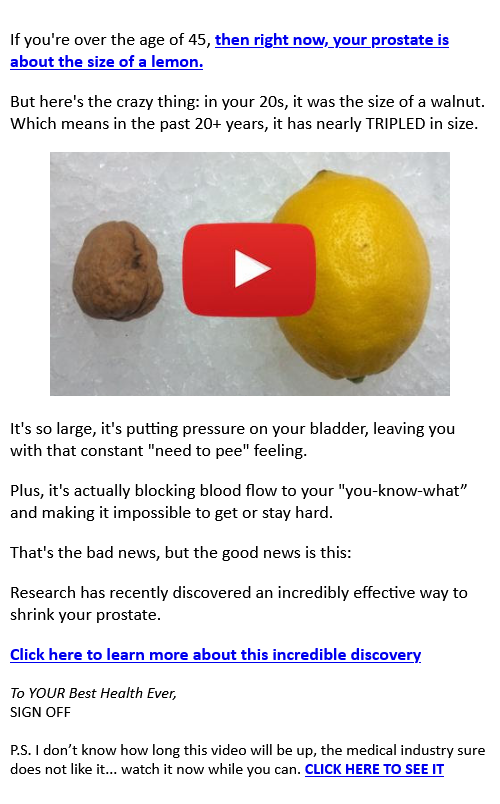 If you're over the age of 45, then right now, your prostate is
about the size of a lemon.
But here's the crazy thing: in your 20s, it was the size of a walnut.
Which means in the past 20+ years, it has nearly TRIPLED in size.
It's so large, it's putting pressure on your bladder, leaving you
with that constant "need to pee" feeling.
Plus, it's actually blocking blood flow to your "you-know-what”
and making it impossible to get or stay hard.
That's the bad news, but the good news is this:
Research has recently discovered an incredibly effective way to
shrink your prostate.
Click here to learn more about this incredible discovery
To YOUR Best Health Ever,
SIGN OFF
P.S. I don’t know how long this video will be up, the medical industry sure
does not like it... watch it now while you can. CLICK HERE TO SEE IT